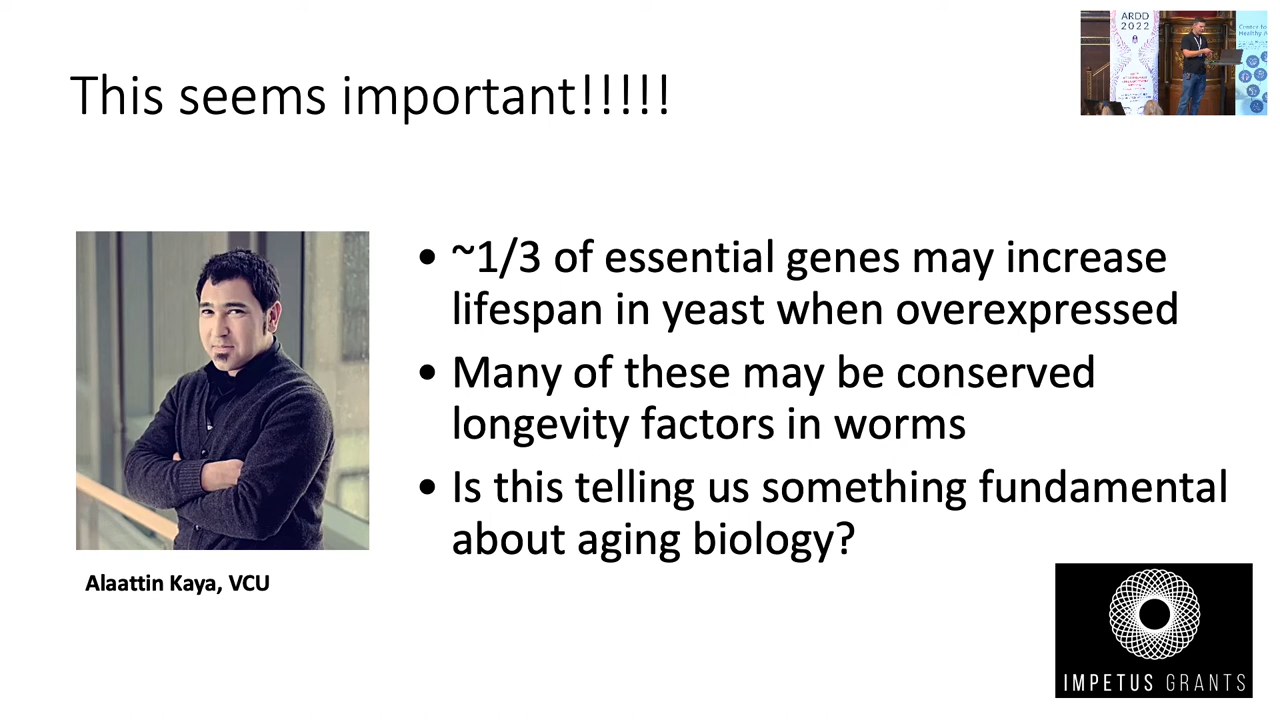 This seems important!!!!!
ARDD
2022
• ~1/3 of essential genes may increase
lifespan in yeast when overexpressed
• Many of these may be conserved
longevity factors in worms
• Is this telling us something fundamental
about aging biology?
Alaattin Kaya, VCU
IMPETUS GRANTS